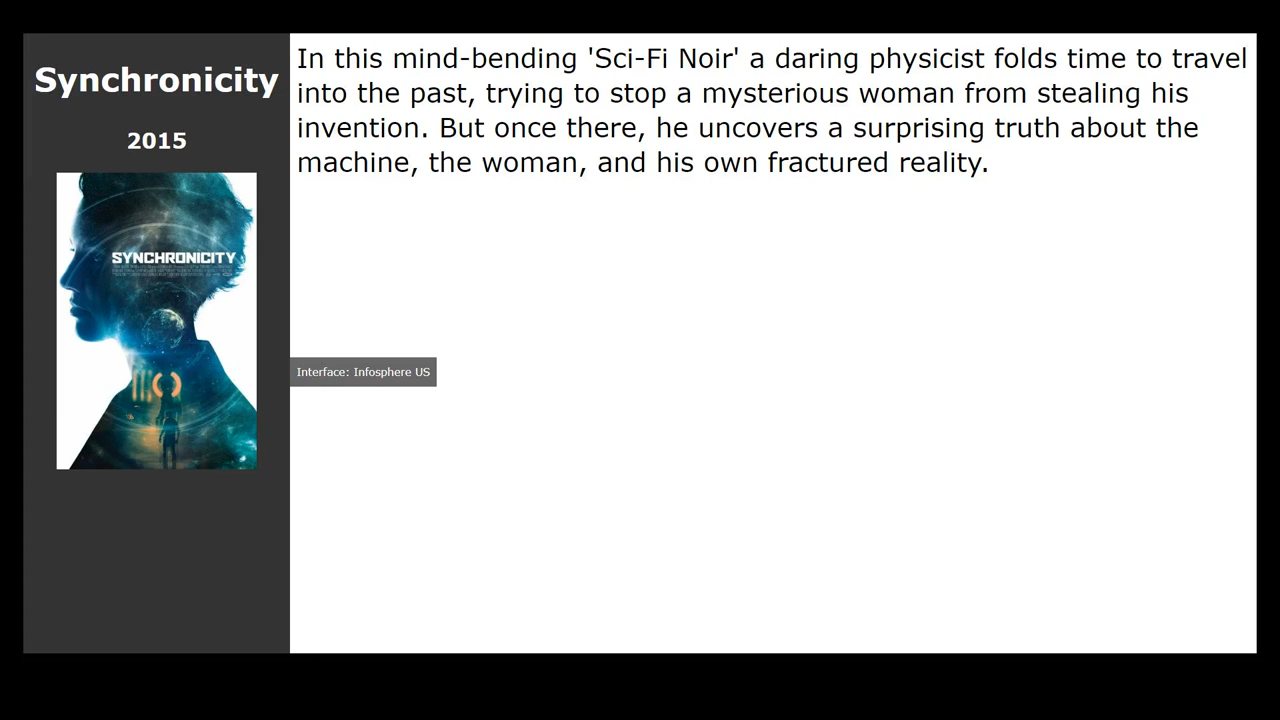 Synchronicity
2015
SYNCHRONICITY
In this mind-bending 'Sci-Fi Noir' a daring physicist folds time to travel
into the past, trying to stop a mysterious woman from stealing his
invention. But once there, he uncovers a surprising truth about the
machine, the woman, and his own fractured reality.
Interface: Infosphere US